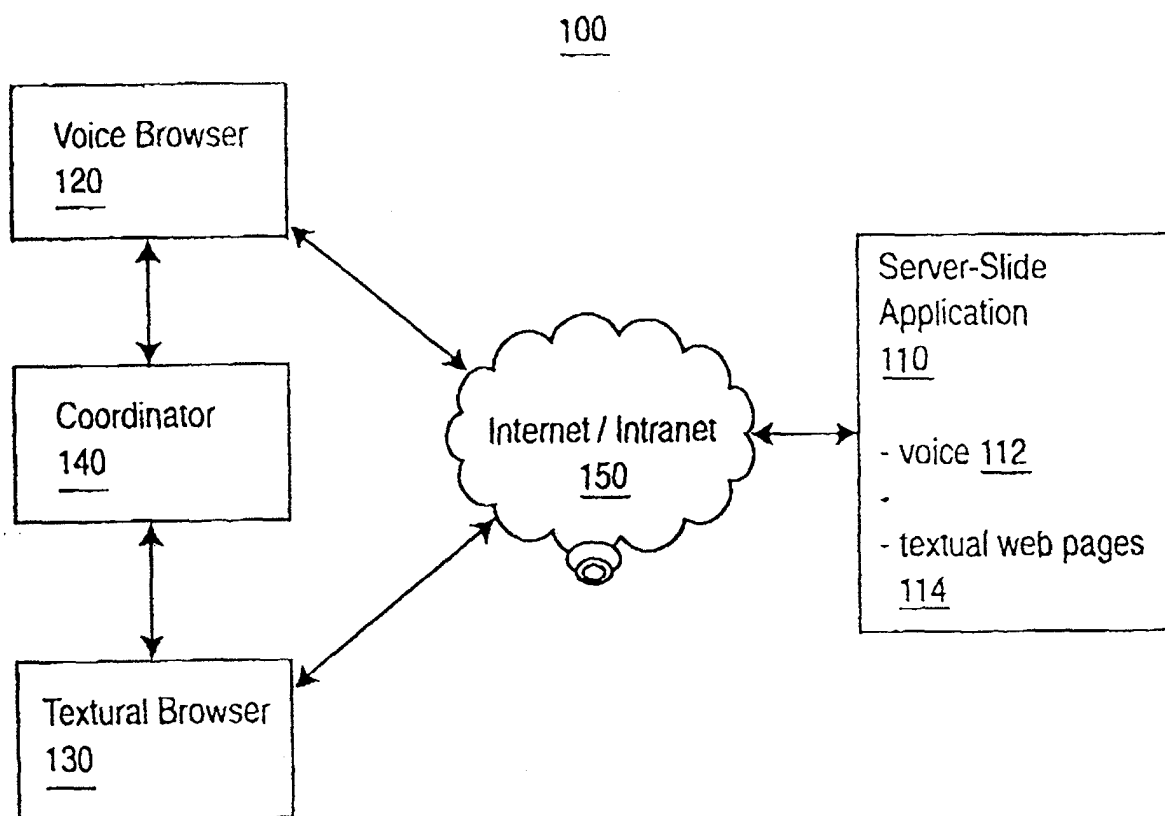 100
Voice Browser
120
Coordinator
140
Textural Browser
130
Internet / Intranet
150
Server-Slide
Application
110
- voice 112
-
- textual web pages
114